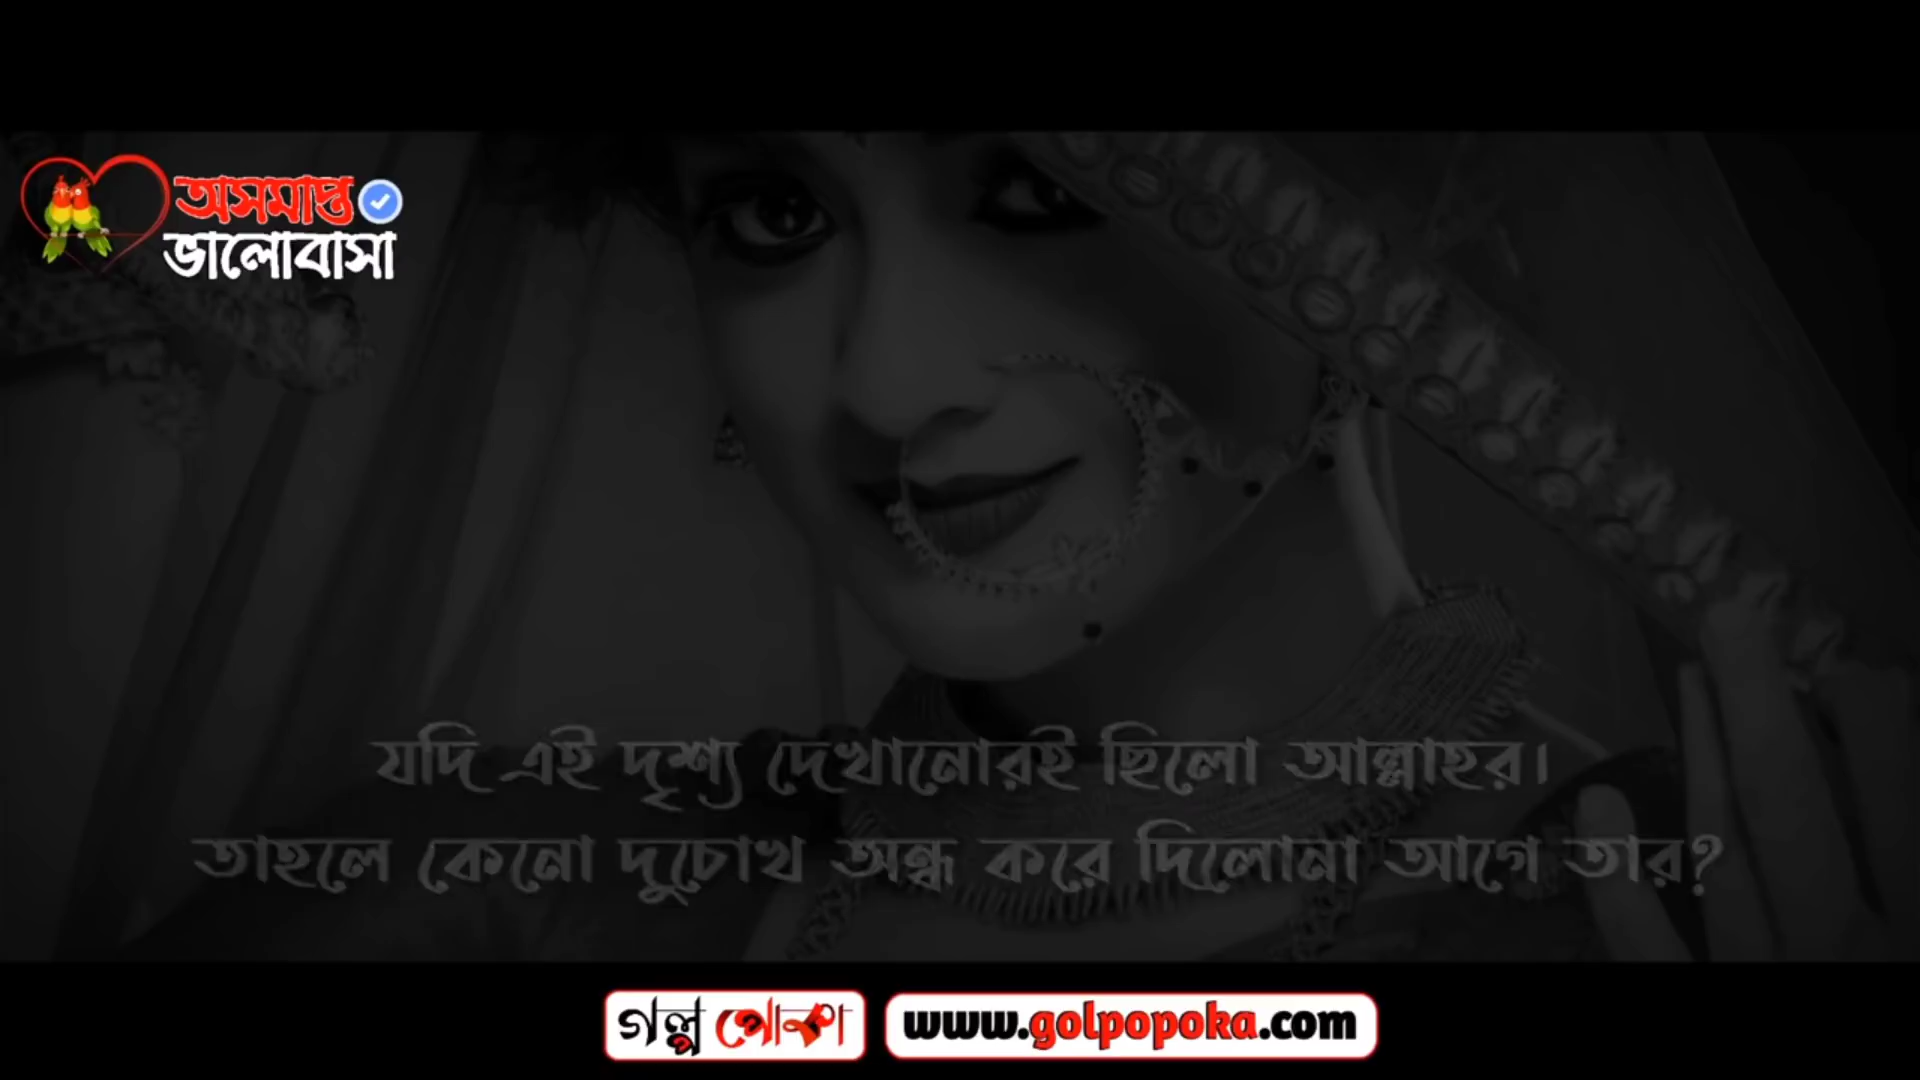 অসমাপ্ত
ভালোবাসা
যদি এই দৃশ্য দেখানোরই ছিলো আল্লাহর।
তাহলে কেনো দুচোখ অন্ধ করে দিলোনা আগে তার?
গল্প পোকা
www.golpopoka.com